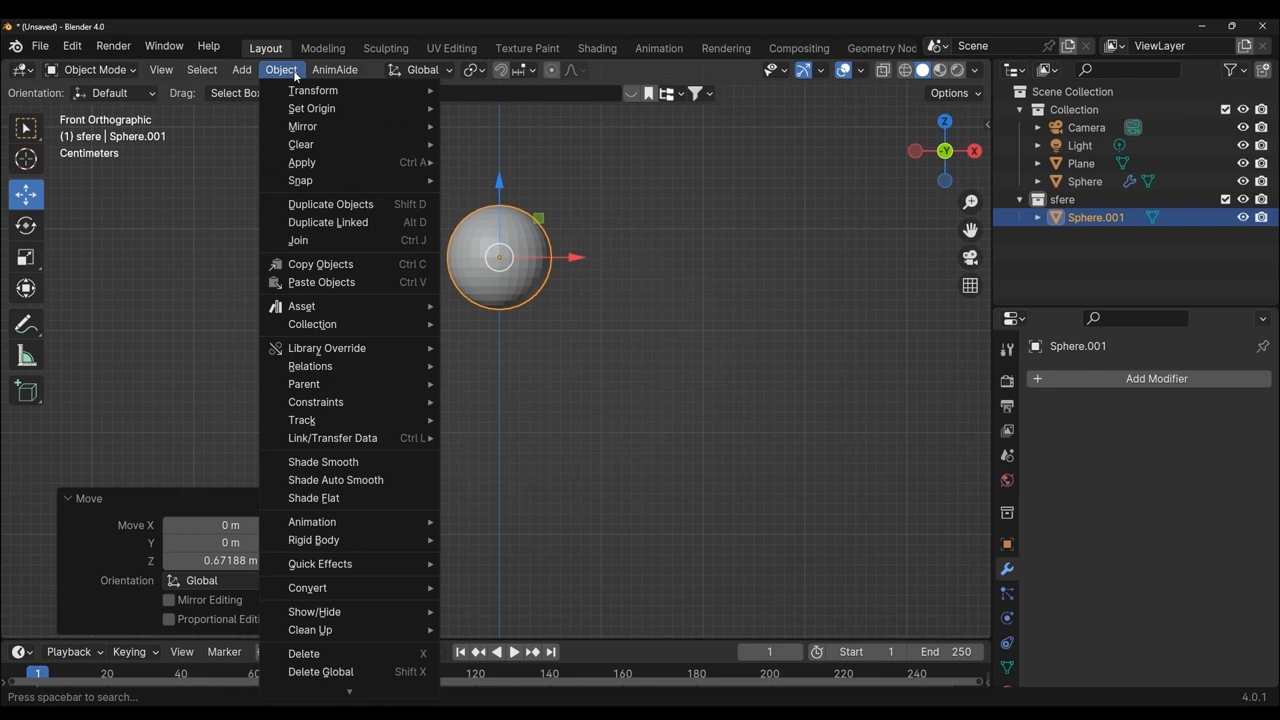 * (Unsaved) - Blender 4.0
File Edit Render Window Help Layout Modeling Sculpting UV Editing Texture Paint Shading Animation Rendering Compositing Geometry Noc Scene ViewLayer
Object Mode View Select Add Object AnimAide Global
Orientation: Default Drag: Select Box Options
Front Orthographic
(1) sfere | Sphere.001
Centimeters
Transform
Set Origin
Mirror
Clear
Apply Ctrl A
Snap
Duplicate Objects Shift D
Duplicate Linked Alt D
Join Ctrl J
Copy Objects Ctrl C
Paste Objects Ctrl V
Asset
Collection
Library Override
Relations
Parent
Constraints
Track
Link/Transfer Data Ctrl L
Shade Smooth
Shade Auto Smooth
Shade Flat
Animation
Rigid Body
Quick Effects
Convert
Show/Hide
Clean Up
Delete X
Delete Global Shift X
Z
-Y
X
Move
Move X 0 m
Y 0 m
Z 0.67188 m
Orientation Global
Mirror Editing
Proportional Editi
Scene Collection
Collection
Camera
Light
Plane
Sphere
sfere
Sphere.001
Sphere.001
+ Add Modifier
Playback Keying View Marker 1 Start 1 End 250
1 20 40 60 120 140 160 180 200 220 240
Press spacebar to search... 4.0.1